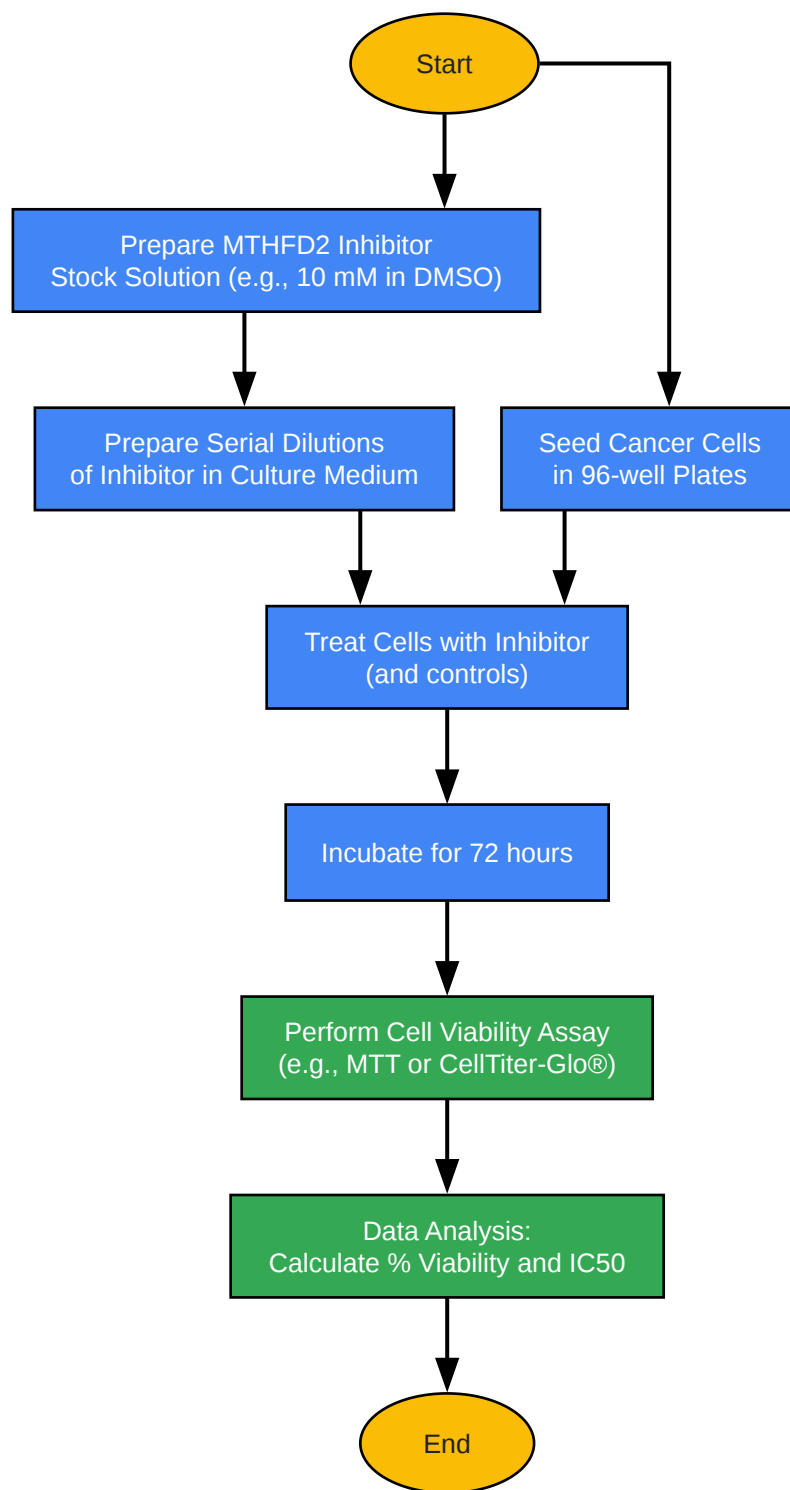 Start
Prepare MTHFD2 Inhibitor
Stock Solution (e.g., 10 mM in DMSO)
Prepare Serial Dilutions
of Inhibitor in Culture Medium
Seed Cancer Cells
in 96-well Plates
Treat Cells with Inhibitor
(and controls)
Incubate for 72 hours
Perform Cell Viability Assay
(e.g., MTT or CellTiter-Glo®)
Data Analysis:
Calculate % Viability and IC50
End